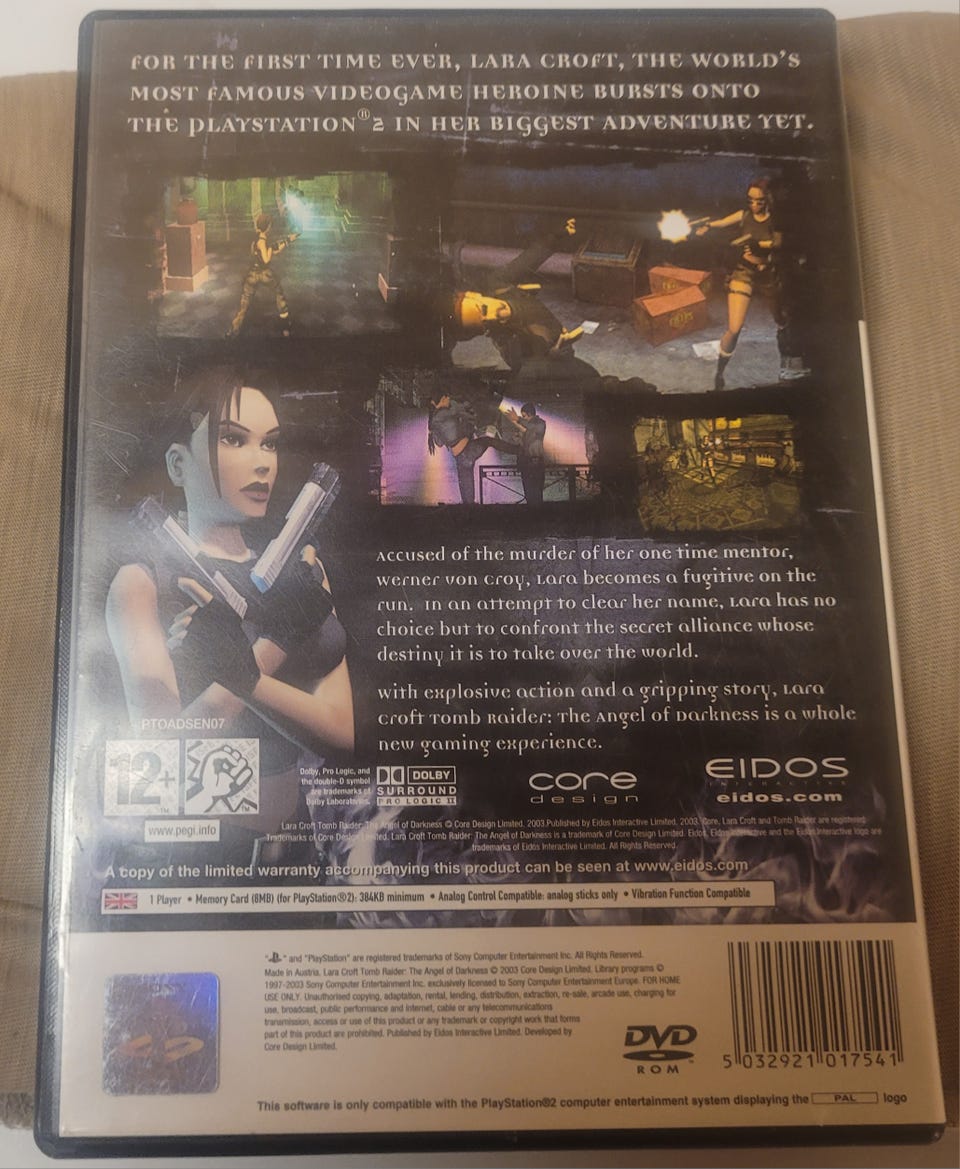 FOR THE FIRST TIME EVER, LARA CROFT, THE WORLD'S
MOST FAMOUS VIDEOGAME HEROINE BURSTS ONTO
THE PLAYSTATION®2 IN HER BIGGEST ADVENTURE YET.
Accused of the murder of her one time mentor,
Werner Von Croy, Lara becomes a fugitive on the
run. In an attempt to clear her name, Lara has no
choice but to confront the secret alliance whose
destiny it is to take over the world.
With explosive action and a gripping story, Lara
Croft Tomb Raider: The Angel of Darkness is a whole
new gaming experience.
PTOADSEN07
12+
www.pegi.info
Dolby, Pro Logic, and
the double-D symbol
are trademarks of
Dolby Laboratories.
DOLBY
SURROUND
PRO LOGIC II
core
design
EIDOS
INTERACTIVE
eidos.com
Lara Croft Tomb Raider: The Angel of Darkness © Core Design Limited. 2003.Published by Eidos Interactive Limited, 2003. Core, Lara Croft and Tomb Raider are registered
Trademarks of Core Design Limited. Lara Croft Tomb Raider: The Angel of Darkness is a trademark of Core Design Limited. Eidos, Eidos Interactive and the Eidos Interactive logo are
trademarks of Eidos Interactive Limited. All Rights Reserved.
A copy of the limited warranty accompanying this product can be seen at www.eidos.com
1 Player • Memory Card (8MB) (for PlayStation®2): 384KB minimum • Analog Control Compatible: analog sticks only • Vibration Function Compatible
" " and "PlayStation" are registered trademarks of Sony Computer Entertainment Inc. All Rights Reserved.
Made in Austria. Lara Croft Tomb Raider: The Angel of Darkness © 2003 Core Design Limited. Library programs ©
1997-2003 Sony Computer Entertainment Inc. exclusively licensed to Sony Computer Entertainment Europe. FOR HOME
USE ONLY. Unauthorised copying, adaptation, rental, lending, distribution, extraction, re-sale, arcade use, charging for
use, broadcast, public performance and internet, cable or any telecommunications
transmission, access or use of this product or any trademark or copyright work that forms
part of this product are prohibited. Published by Eidos Interactive Limited. Developed by
Core Design Limited.
DVD
ROM
5 032921 017541
This software is only compatible with the PlayStation®2 computer entertainment system displaying the PAL logo